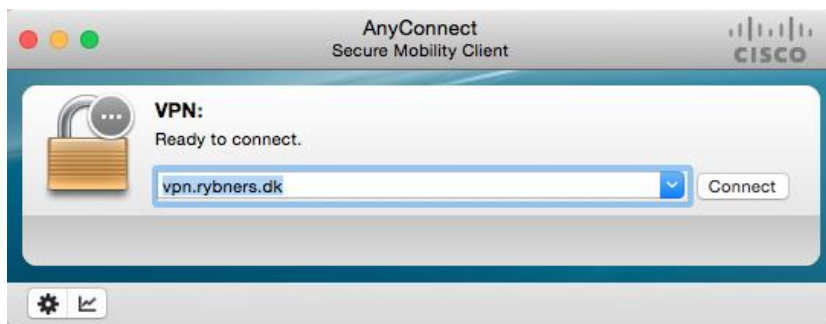 AnyConnect
Secure Mobility Client
CISCO
VPN:
Ready to connect.
vpn.rybners.dk
Connect